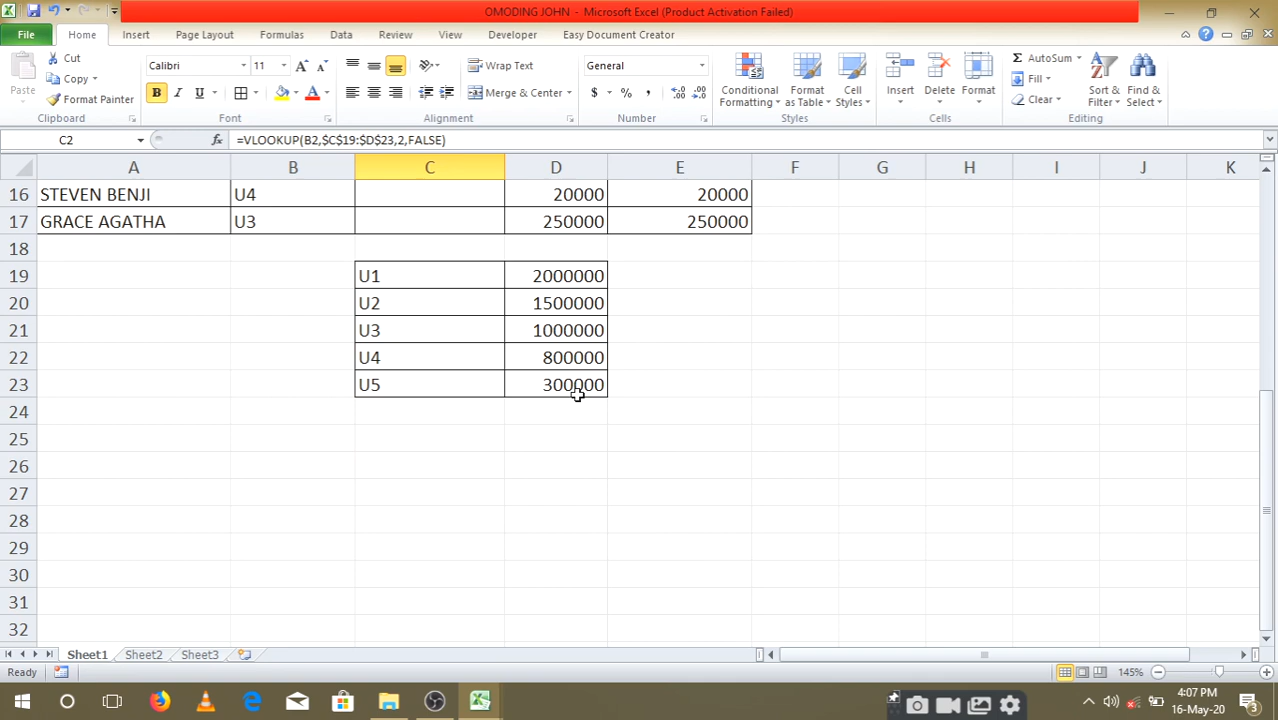 OMODING JOHN - Microsoft Excel (Product Activation Failed)
File Home Insert Page Layout Formulas Data Review View Developer Easy Document Creator
Paste
Cut
Copy
Format Painter
Clipboard
Calibri 11
B I U
Font
Wrap Text
Merge & Center
Alignment
General
$ % ,
Number
Conditional Formatting
Format as Table
Cell Styles
Styles
Insert Delete Format
Cells
AutoSum
Fill
Clear
Sort & Filter
Find & Select
Editing
C2 fx =VLOOKUP(B2,$C$19:$D$23,2,FALSE)
A B C D E F G H I J K
16 STEVEN BENJI U4 20000 20000
17 GRACE AGATHA U3 250000 250000
18
19 U1 2000000
20 U2 1500000
21 U3 1000000
22 U4 800000
23 U5 300000
24
25
26
27
28
29
30
31
32
Sheet1 Sheet2 Sheet3
Ready 145%
4:07 PM
16-May-20
3